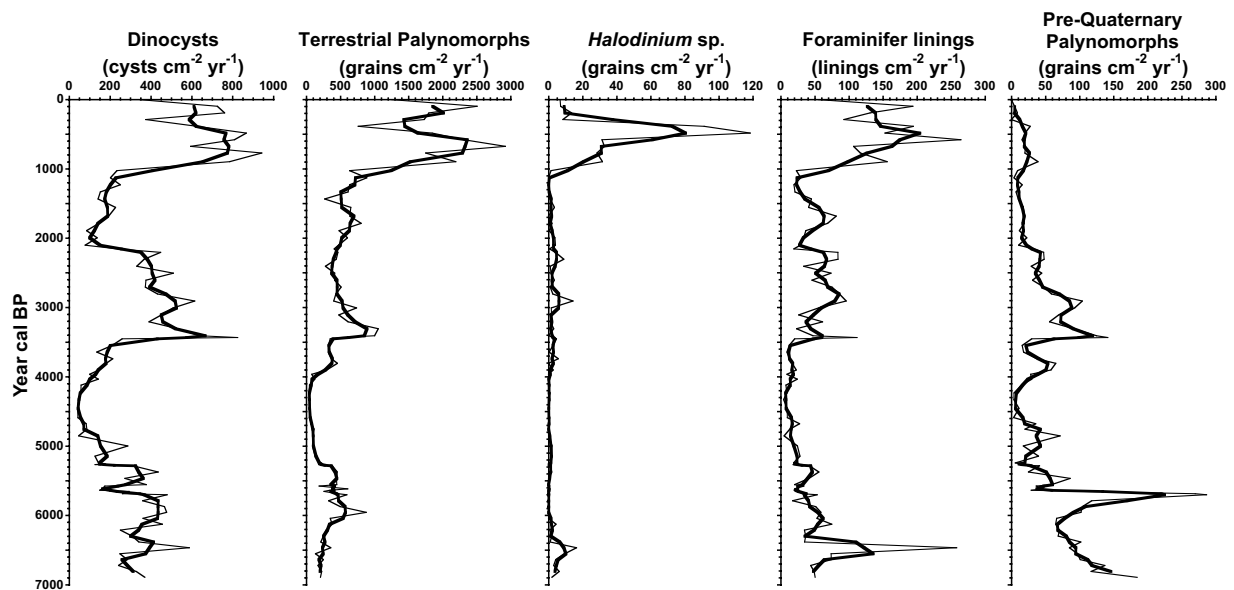 Dinocysts
(cysts cm-2 yr-1)
Terrestrial Palynomorphs
(grains cm-2 yr-1)
Halodinium sp.
(grains cm-2 yr-1)
Foraminifer linings
(linings cm-2 yr-1)
Pre-Quaternary
Palynomorphs
(grains cm-2 yr-1)
0 200 400 600 800 1000
0 500 1000 1500 2000 2500 3000
0 20 40 60 80 100 120
0 50 100 150 200 250 300
0 50 100 150 200 250 300
Year cal BP
0
1000
2000
3000
4000
5000
6000
7000